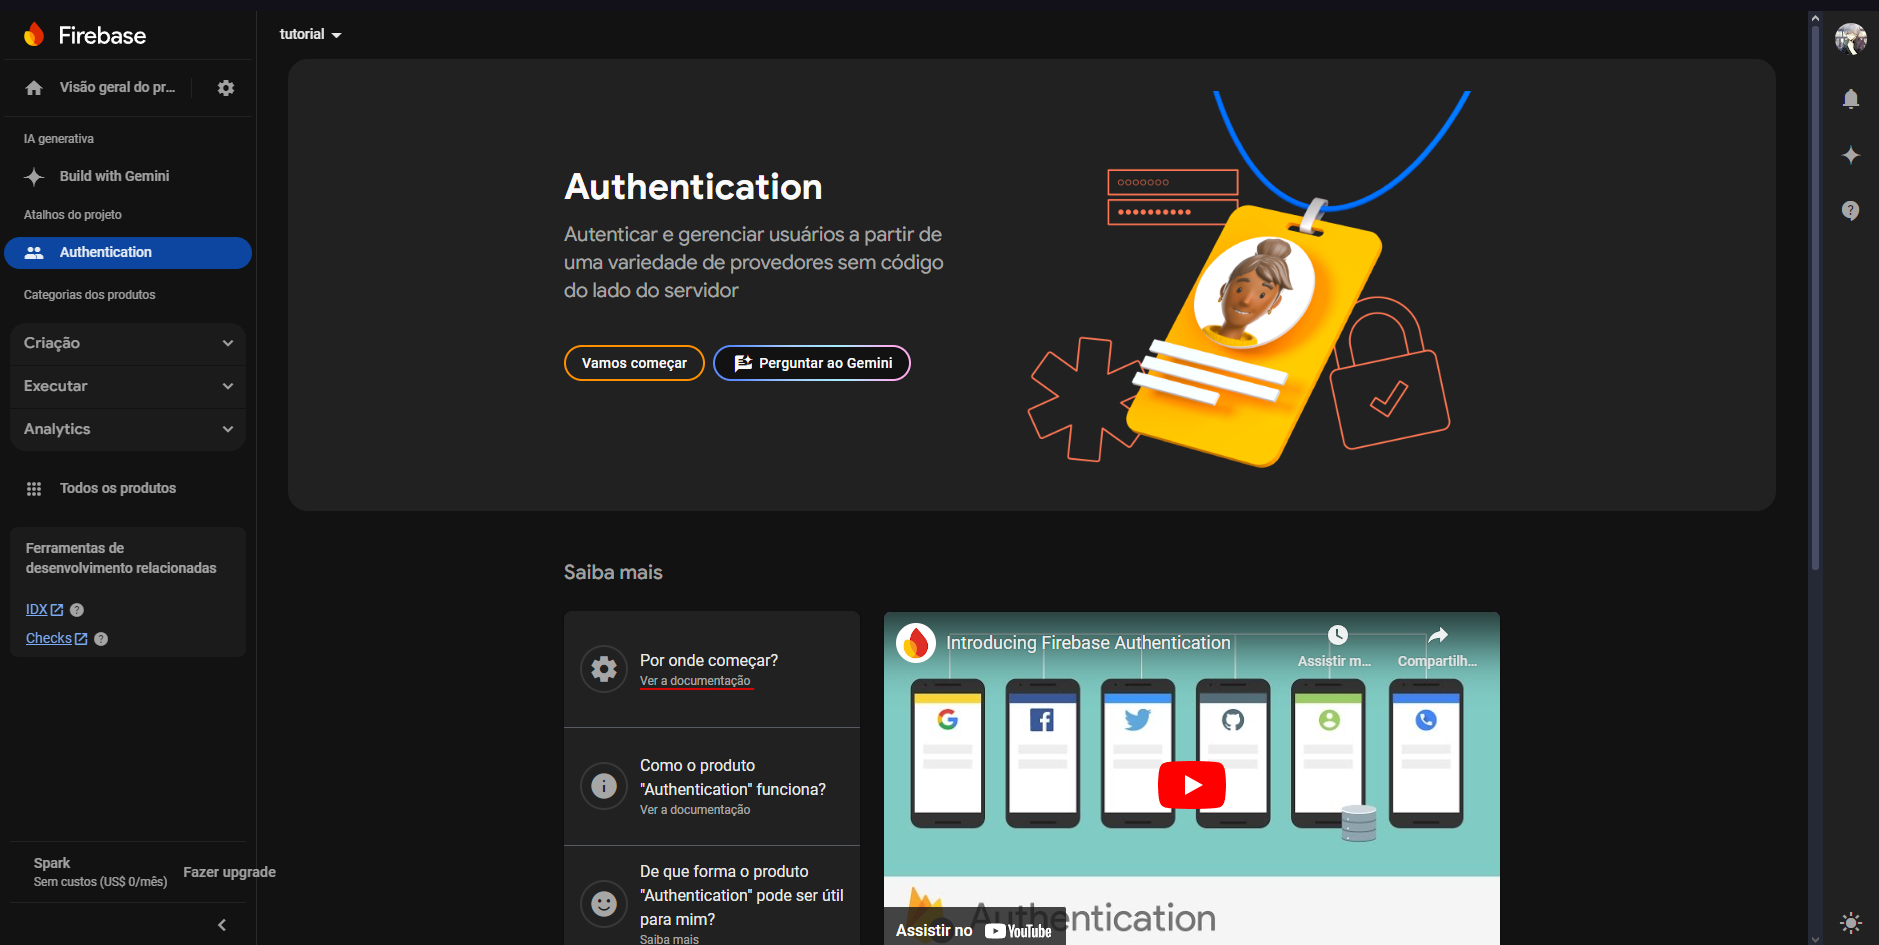 Firebase
tutorial
Visão geral do pr...
IA generativa
Build with Gemini
Atalhos do projeto
Authentication
Categorias dos produtos
Criação
Executar
Analytics
Todos os produtos
Ferramentas de
desenvolvimento relacionadas
IDX
Checks
Spark
Sem custos (US$ 0/mês)
Fazer upgrade
Authentication
Autenticar e gerenciar usuários a partir de
uma variedade de provedores sem código
do lado do servidor
Vamos começar
Perguntar ao Gemini
Saiba mais
Por onde começar?
Ver a documentação
Como o produto
"Authentication" funciona?
Ver a documentação
De que forma o produto
"Authentication" pode ser útil
para mim?
Saiba mais
Introducing Firebase Authentication
Assistir m...
Compartilh...
Authentication
Assistir no YouTube